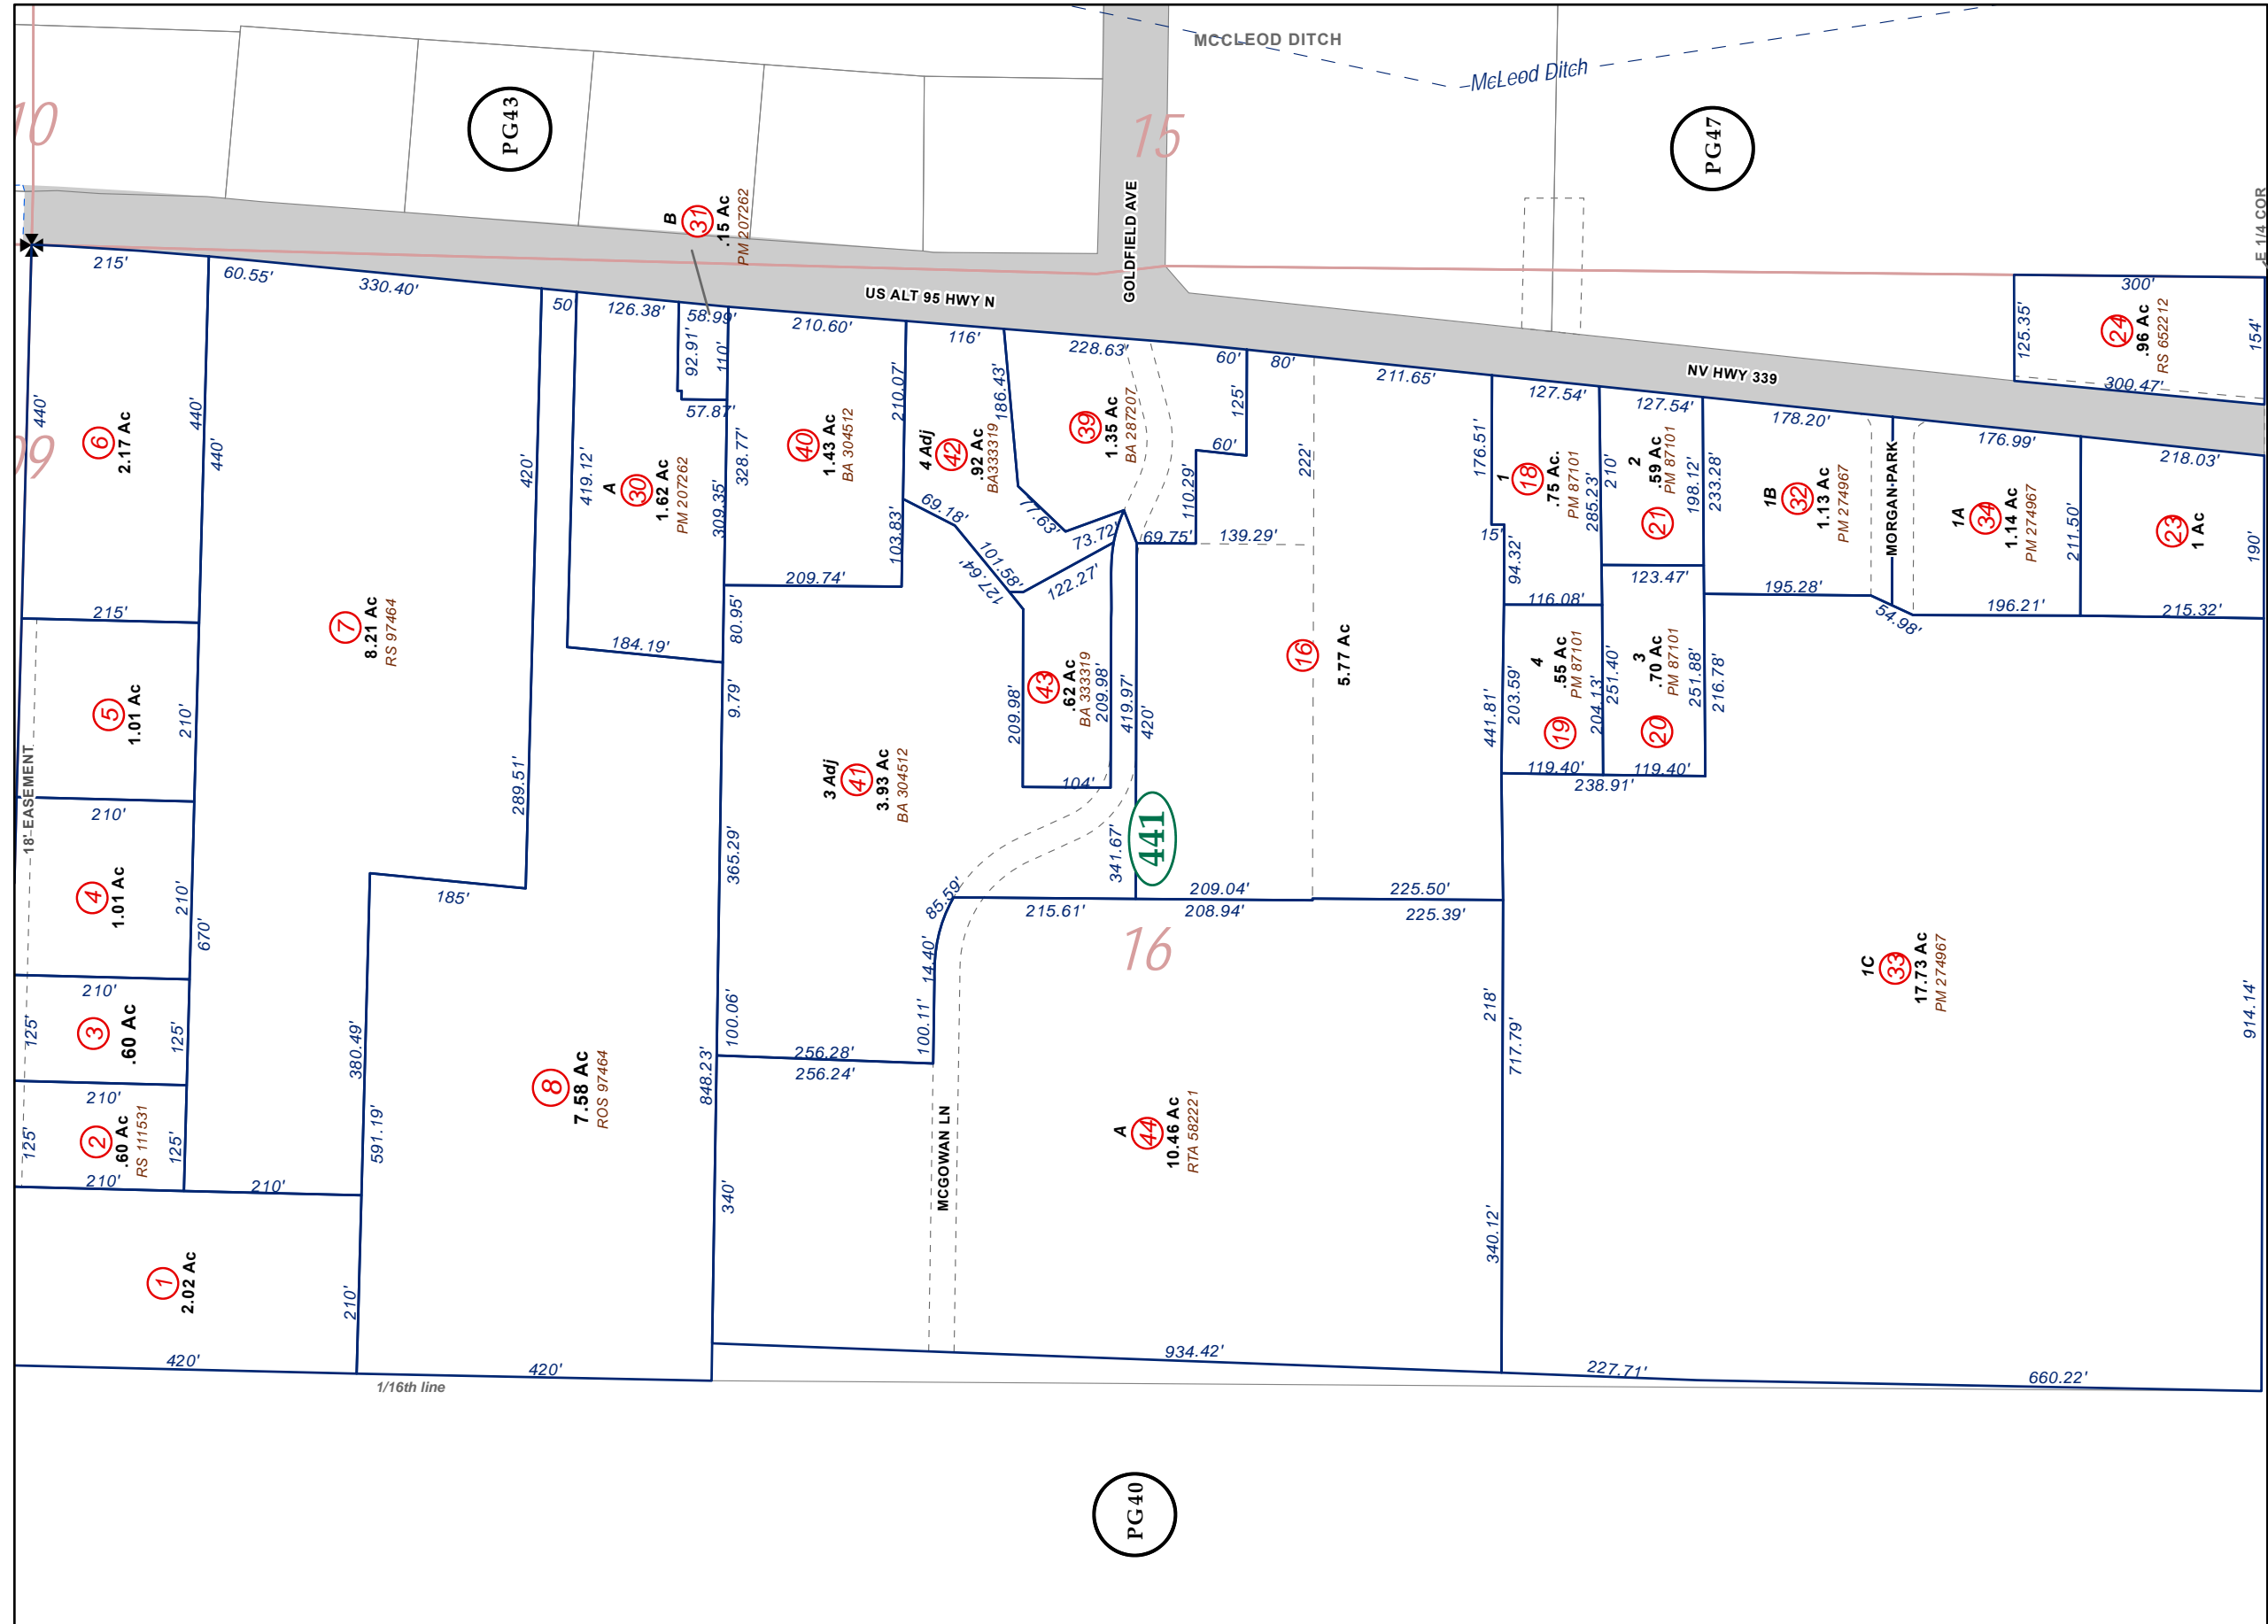 MCCLEOD DITCH
McLeod Ditch
10
PG43
15
PG47
GOLDFIELD AVE
E 1/4 COR
B
31
.15 Ac
PM 207262
US ALT 95 HWY N
NV HWY 339
300'
125.35'
24
.96 Ac
RS 652212
154'
300.47'
215'
60.55'
330.40'
50'
126.38'
58.99'
210.60'
116'
228.63'
60'
80'
211.65'
127.54'
127.54'
178.20'
176.99'
218.03'
09
440'
6
2.17 Ac
440'
440'
215'
420'
7
8.21 Ac
RS 97464
419.12'
A
30
1.62 Ac
PM 207262
309.35'
328.77'
92.91'
110'
57.87'
184.19'
40
1.43 Ac
BA 304512
210.07'
103.83'
209.74'
80.95'
4 Adj
42
.92 Ac
BA333319
186.43'
77.63'
69.18'
101.58'
127.64'
73.72'
122.27'
39
1.35 Ac
BA 287207
125'
60'
110.29'
69.75'
139.29'
222'
16
5.77 Ac
176.51'
15'
94.32'
1
18
.75 Ac.
PM 87101
285.23'
116.08'
210'
2
.59 Ac
PM 87101
21
198.12'
233.28'
123.47'
1B
32
1.13 Ac
PM 274967
195.28'
MORGAN PARK
54.98'
1A
34
1.14 Ac
PM 274967
211.50'
196.21'
23
1 Ac
190'
215.32'
18' EASEMENT
5
1.01 Ac
210'
210'
4
1.01 Ac
210'
670'
210'
3
.60 Ac
125'
125'
210'
2
.60 Ac
RS 111531
125'
125'
210'
210'
289.51'
185'
380.49'
591.19'
9.79'
365.29'
3 Adj
41
3.93 Ac
BA 304512
209.98'
43
.62 Ac
BA 333319
209.98'
104'
419.97'
420'
341.67'
441
441.81'
203.59'
4
.55 Ac
PM 87101
19
204.13'
119.40'
251.40'
3
.70 Ac
PM 87101
20
251.88'
216.78'
119.40'
238.91'
85.59'
14.40'
100.11'
100.06'
256.28'
256.24'
215.61'
209.04'
208.94'
225.50'
225.39'
16
8
7.58 Ac
ROS 97464
848.23'
340'
MCGOWAN LN
A
44
10.46 Ac
RTA 582221
218'
717.79'
340.12'
1C
33
17.73 Ac
PM 274967
914.14'
1
2.02 Ac
210'
420'
420'
1/16th line
934.42'
227.71'
660.22'
PG40